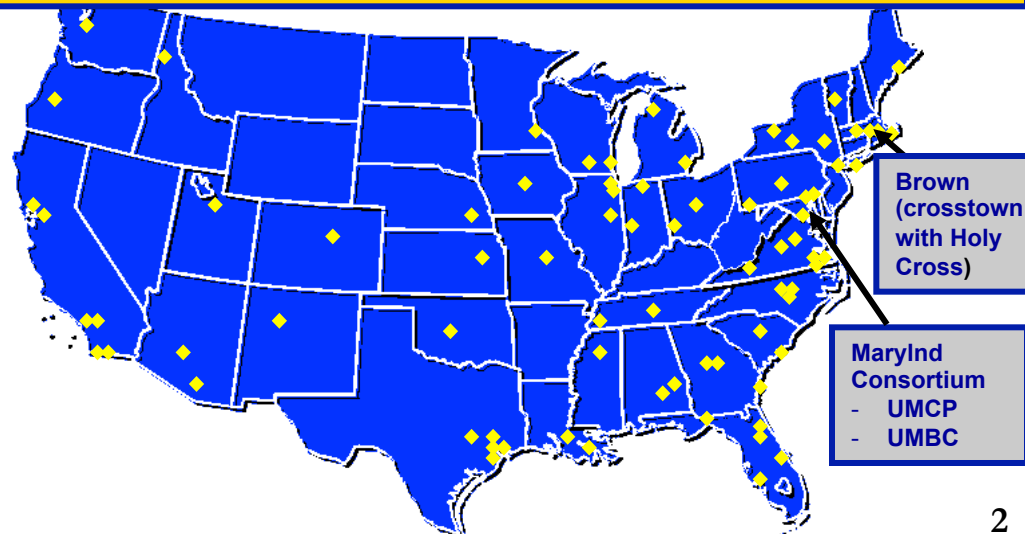 Brown
(crosstown
with Holy
Cross)
Marylnd
Consortium
- UMCP
- UMBC
2